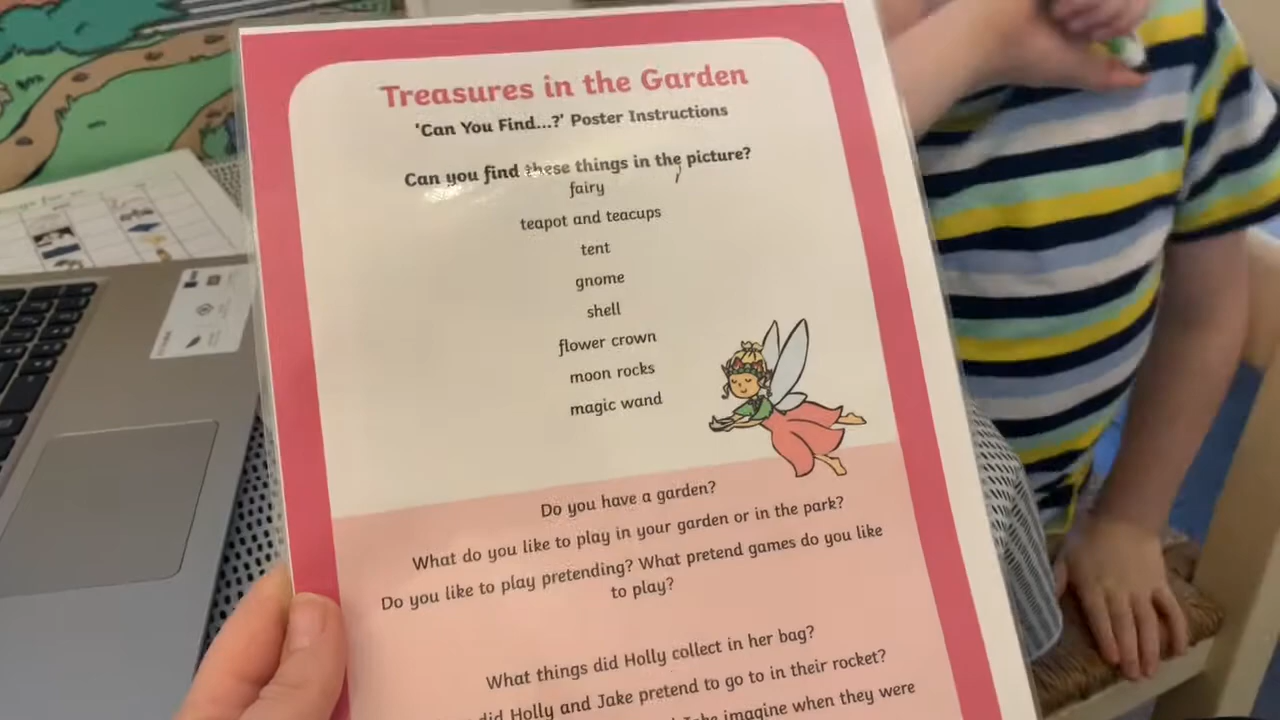 Treasures in the Garden
'Can You Find...?' Poster Instructions
Can you find these things in the picture?
fairy
teapot and teacups
tent
gnome
shell
flower crown
moon rocks
magic wand
Do you have a garden?
What do you like to play in your garden or in the park?
Do you like to play pretending? What pretend games do you like
to play?
What things did Holly collect in her bag?
did Holly and Jake pretend to go to in their rocket?
imagine when they were